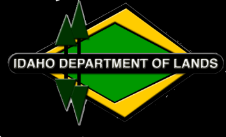 IDAHO DEPARTMENT OF LANDS